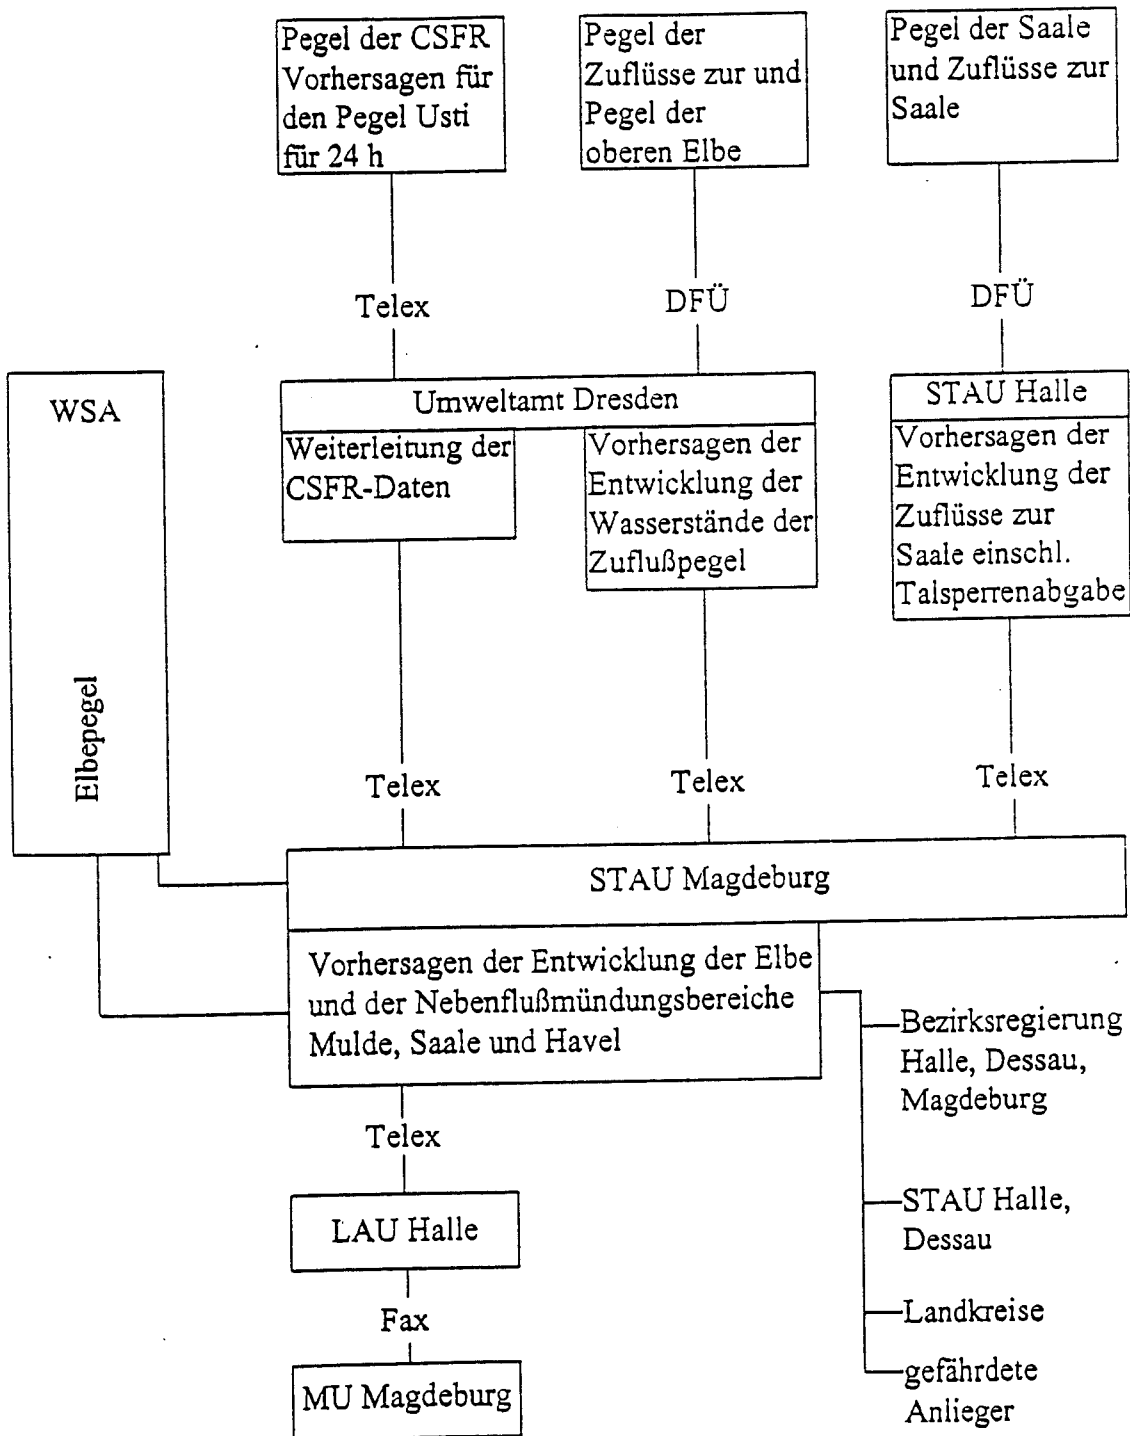 Pegel der CSFR
Vorhersagen für
den Pegel Usti
für 24 h
Pegel der
Zuflüsse zur und
Pegel der
oberen Elbe
Pegel der Saale
und Zuflüsse zur
Saale
Telex
DFÜ
DFÜ
WSA
Elbepegel
Umweltamt Dresden
Weiterleitung der
CSFR-Daten
Vorhersagen der
Entwicklung der
Wasserstände der
Zuflußpegel
STAU Halle
Vorhersagen der
Entwicklung der
Zuflüsse zur
Saale einschl.
Talsperrenabgabe
Telex
Telex
Telex
STAU Magdeburg
Vorhersagen der Entwicklung der Elbe
und der Nebenflußmündungsbereiche
Mulde, Saale und Havel
Bezirksregierung
Halle, Dessau,
Magdeburg
STAU Halle,
Dessau
Landkreise
gefährdete
Anlieger
Telex
LAU Halle
Fax
MU Magdeburg